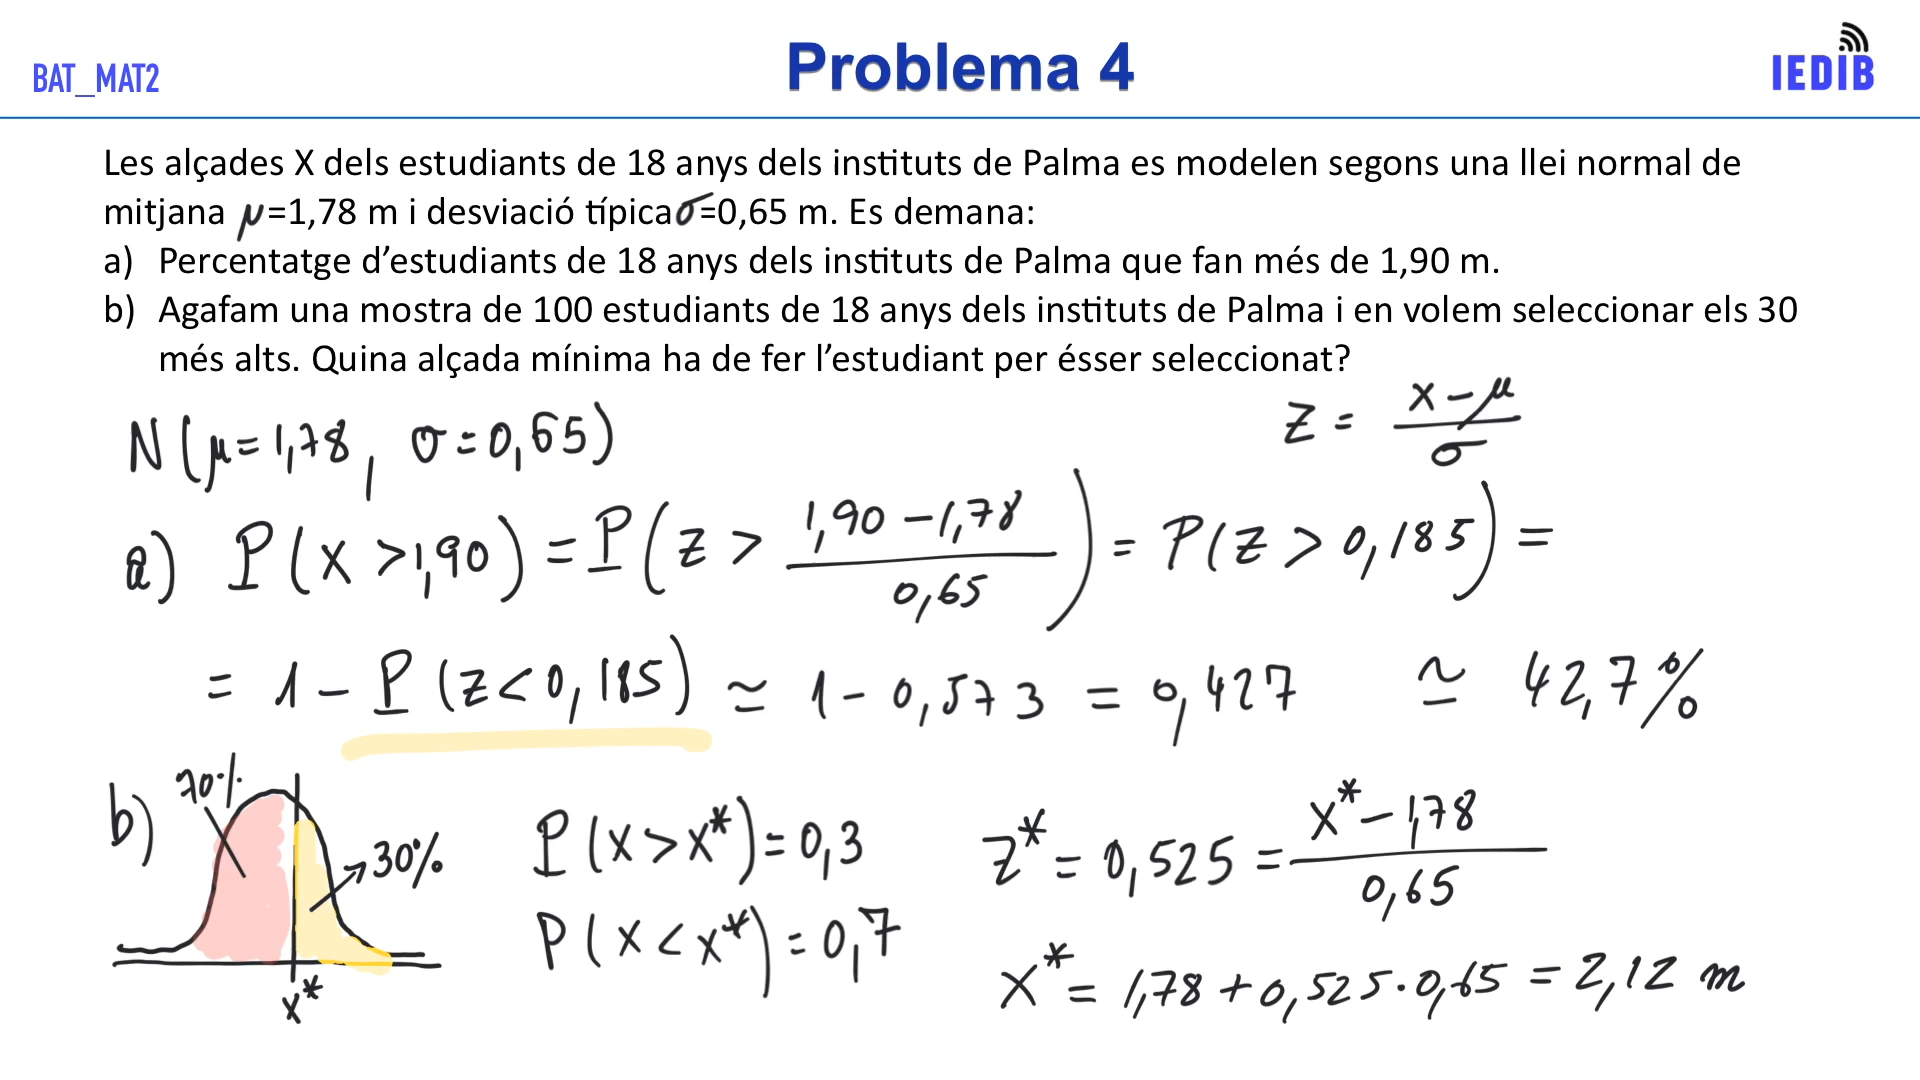 BAT_MAT2
Problema 4
IEDIB
Les alçades X dels estudiants de 18 anys dels instituts de Palma es modelen segons una llei normal de
mitjana μ=1,78 m i desviació típica σ=0,65 m. Es demana:
a) Percentatge d’estudiants de 18 anys dels instituts de Palma que fan més de 1,90 m.
b) Agafam una mostra de 100 estudiants de 18 anys dels instituts de Palma i en volem seleccionar els 30
més alts. Quina alçada mínima ha de fer l’estudiant per ésser seleccionat?
N(μ=1,78, σ=0,65)
z = (x-μ)/σ
a) P(X>1,90) = P(z > (1,90-1,78)/0,65) = P(z > 0,185) =
= 1 - P(z<0,185) ≃ 1 - 0,573 = 0,427 ≃ 42,7%
b) 70%
30%
x*
P(x>x*)=0,3
P(x<x*)=0,7
z* = 0,525 = (x*-1,78)/0,65
x* = 1,78 + 0,525·0,65 = 2,12 m